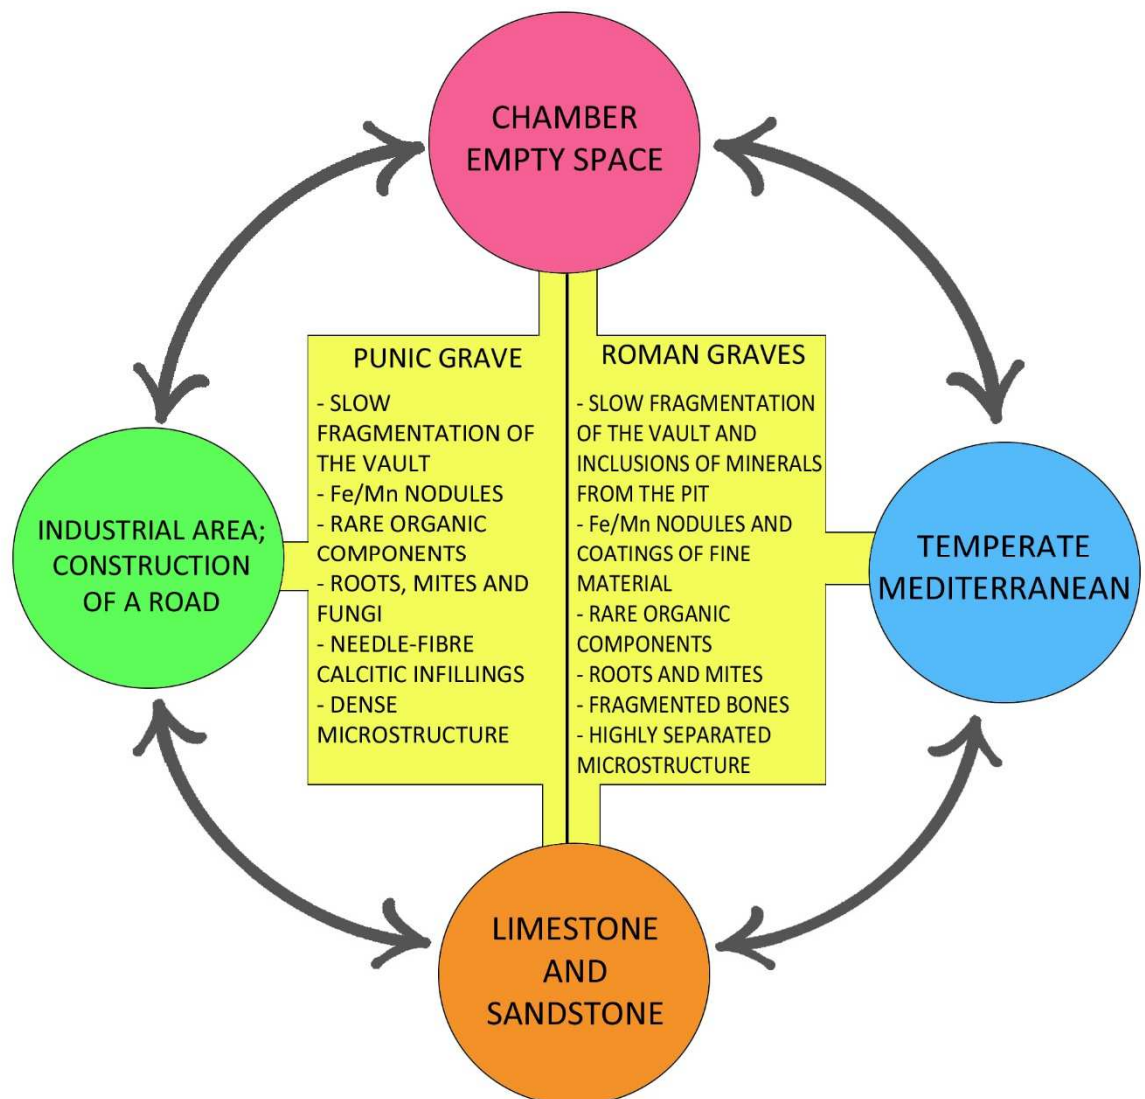 CHAMBER
EMPTY SPACE
PUNIC GRAVE
- SLOW
FRAGMENTATION OF
THE VAULT
- Fe/Mn NODULES
- RARE ORGANIC
COMPONENTS
- ROOTS, MITES AND
FUNGI
- NEEDLE-FIBRE
CALCITIC INFILLINGS
- DENSE
MICROSTRUCTURE
ROMAN GRAVES
- SLOW FRAGMENTATION
OF THE VAULT AND
INCLUSIONS OF MINERALS
FROM THE PIT
- Fe/Mn NODULES AND
COATINGS OF FINE
MATERIAL
- RARE ORGANIC
COMPONENTS
- ROOTS AND MITES
- FRAGMENTED BONES
- HIGHLY SEPARATED
MICROSTRUCTURE
INDUSTRIAL AREA;
CONSTRUCTION
OF A ROAD
TEMPERATE
MEDITERRANEAN
LIMESTONE
AND
SANDSTONE